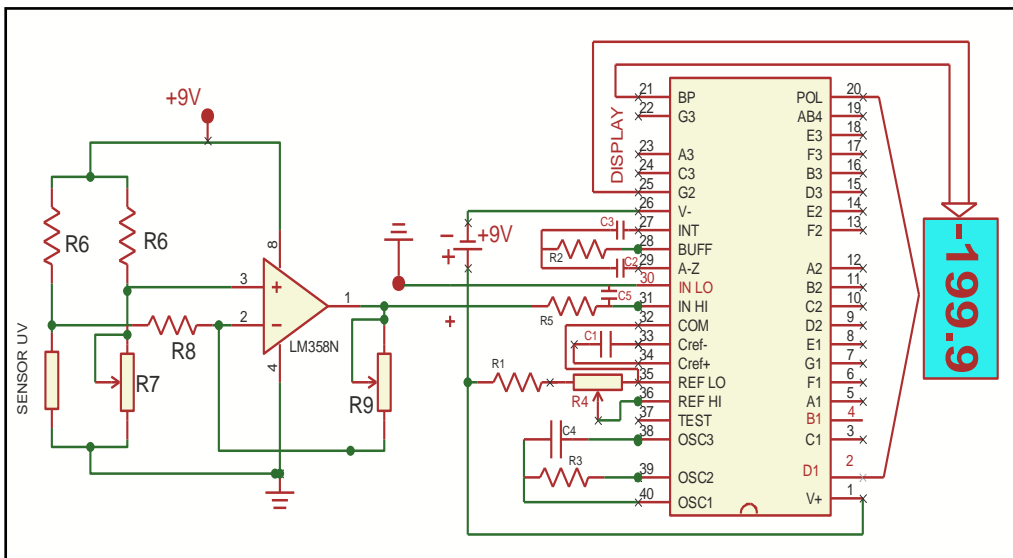 +9V
R6
R6
8
3
+
2
−
1
LM358N
4
R8
R7
R9
SENSOR UV
+
DISPLAY
−
+
+9V
C3
R2
C2
C5
R5
C1
R1
R4
C4
R3
21 BP
22 G3
23 A3
24 C3
25 G2
26 V-
27 INT
28 BUFF
29 A-Z
30 IN LO
31 IN HI
32 COM
33 Cref-
34 Cref+
35 REF LO
36 REF HI
37 TEST
38 OSC3
39 OSC2
40 OSC1
POL 20
AB4 19
E3 18
F3 17
B3 16
D3 15
E2 14
F2 13
A2 12
B2 11
C2 10
D2 9
E1 8
G1 7
F1 6
A1 5
B1 4
C1 3
D1 2
V+ 1
-199.9